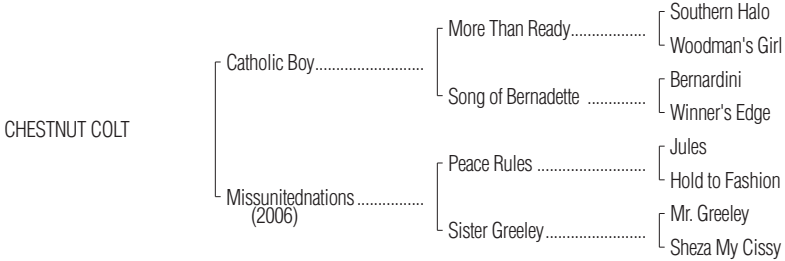 Southern Halo
More Than Ready..................
Woodman's Girl
Catholic Boy..........................
Bernardini
Song of Bernadette ..............
Winner's Edge
CHESTNUT COLT
Jules
Peace Rules ..........................
Hold to Fashion
Missunitednations ................
(2006)
Mr. Greeley
Sister Greeley........................
Sheza My Cissy